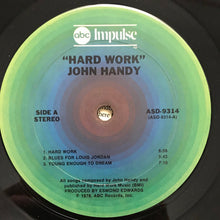 abc Impulse
"HARD WORK"
JOHN HANDY
SIDE A
STEREO
ASD-9314
(ASD-9314-A)
1. HARD WORK
2. BLUES FOR LOUIS JORDAN
3. YOUNG ENOUGH TO DREAM
All songs composed by John Handy and
published by Hard Work Music (BMI)
PRODUCED BY ESMOND EDWARDS
℗ 1976, ABC Records, Inc.